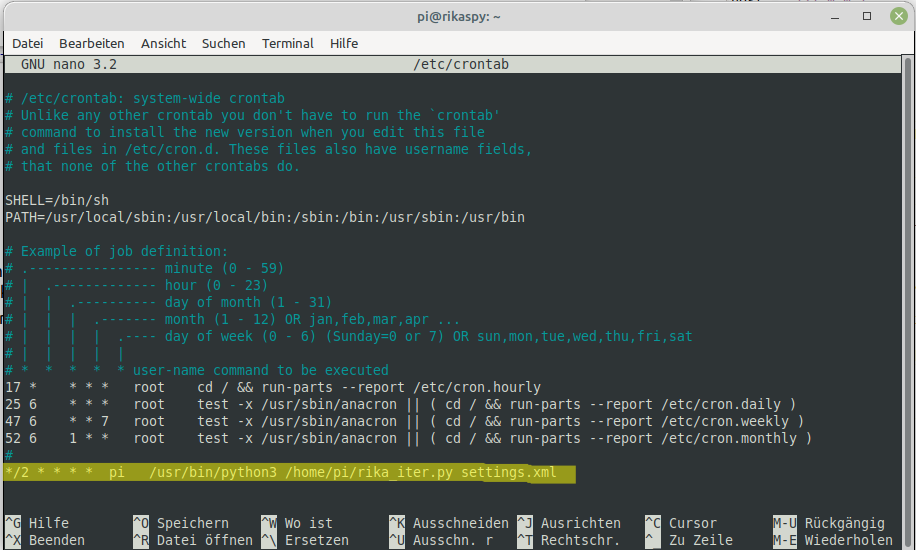 pi@rikaspy: ~
Datei Bearbeiten Ansicht Suchen Terminal Hilfe
GNU nano 3.2 /etc/crontab
# /etc/crontab: system-wide crontab
# Unlike any other crontab you don't have to run the `crontab'
# command to install the new version when you edit this file
# and files in /etc/cron.d. These files also have username fields,
# that none of the other crontabs do.
SHELL=/bin/sh
PATH=/usr/local/sbin:/usr/local/bin:/sbin:/bin:/usr/sbin:/usr/bin
# Example of job definition:
# .---------------- minute (0 - 59)
# |  .------------- hour (0 - 23)
# |  |  .---------- day of month (1 - 31)
# |  |  |  .------- month (1 - 12) OR jan,feb,mar,apr ...
# |  |  |  |  .---- day of week (0 - 6) (Sunday=0 or 7) OR sun,mon,tue,wed,thu,fri,sat
# |  |  |  |  |
# *  *  *  *  * user-name command to be executed
17 *    * * *   root    cd / && run-parts --report /etc/cron.hourly
25 6    * * *   root    test -x /usr/sbin/anacron || ( cd / && run-parts --report /etc/cron.daily )
47 6    * * 7   root    test -x /usr/sbin/anacron || ( cd / && run-parts --report /etc/cron.weekly )
52 6    1 * *   root    test -x /usr/sbin/anacron || ( cd / && run-parts --report /etc/cron.monthly )
#
*/2 * * * *  pi   /usr/bin/python3 /home/pi/rika_iter.py settings.xml
^G Hilfe ^O Speichern ^W Wo ist ^K Ausschneiden ^J Ausrichten ^C Cursor M-U Rückgängig
^X Beenden ^R Datei öffnen ^\ Ersetzen ^U Ausschn. r ^T Rechtschr. ^_ Zu Zeile M-E Wiederholen